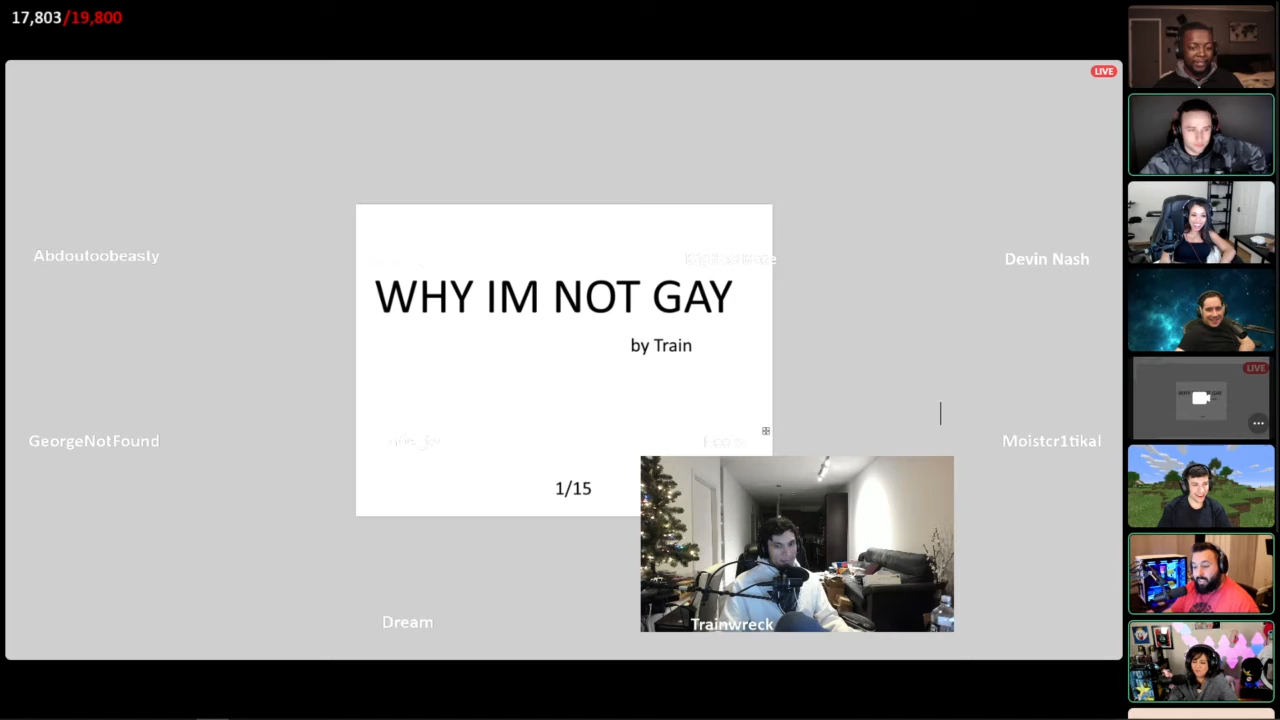 17,803/19,800
LIVE
Abdoutoobeasty
Devin Nash
WHY IM NOT GAY
by Train
LIVE
GeorgeNotFound
Moistcr1tikal
1/15
Dream
Trainwreck